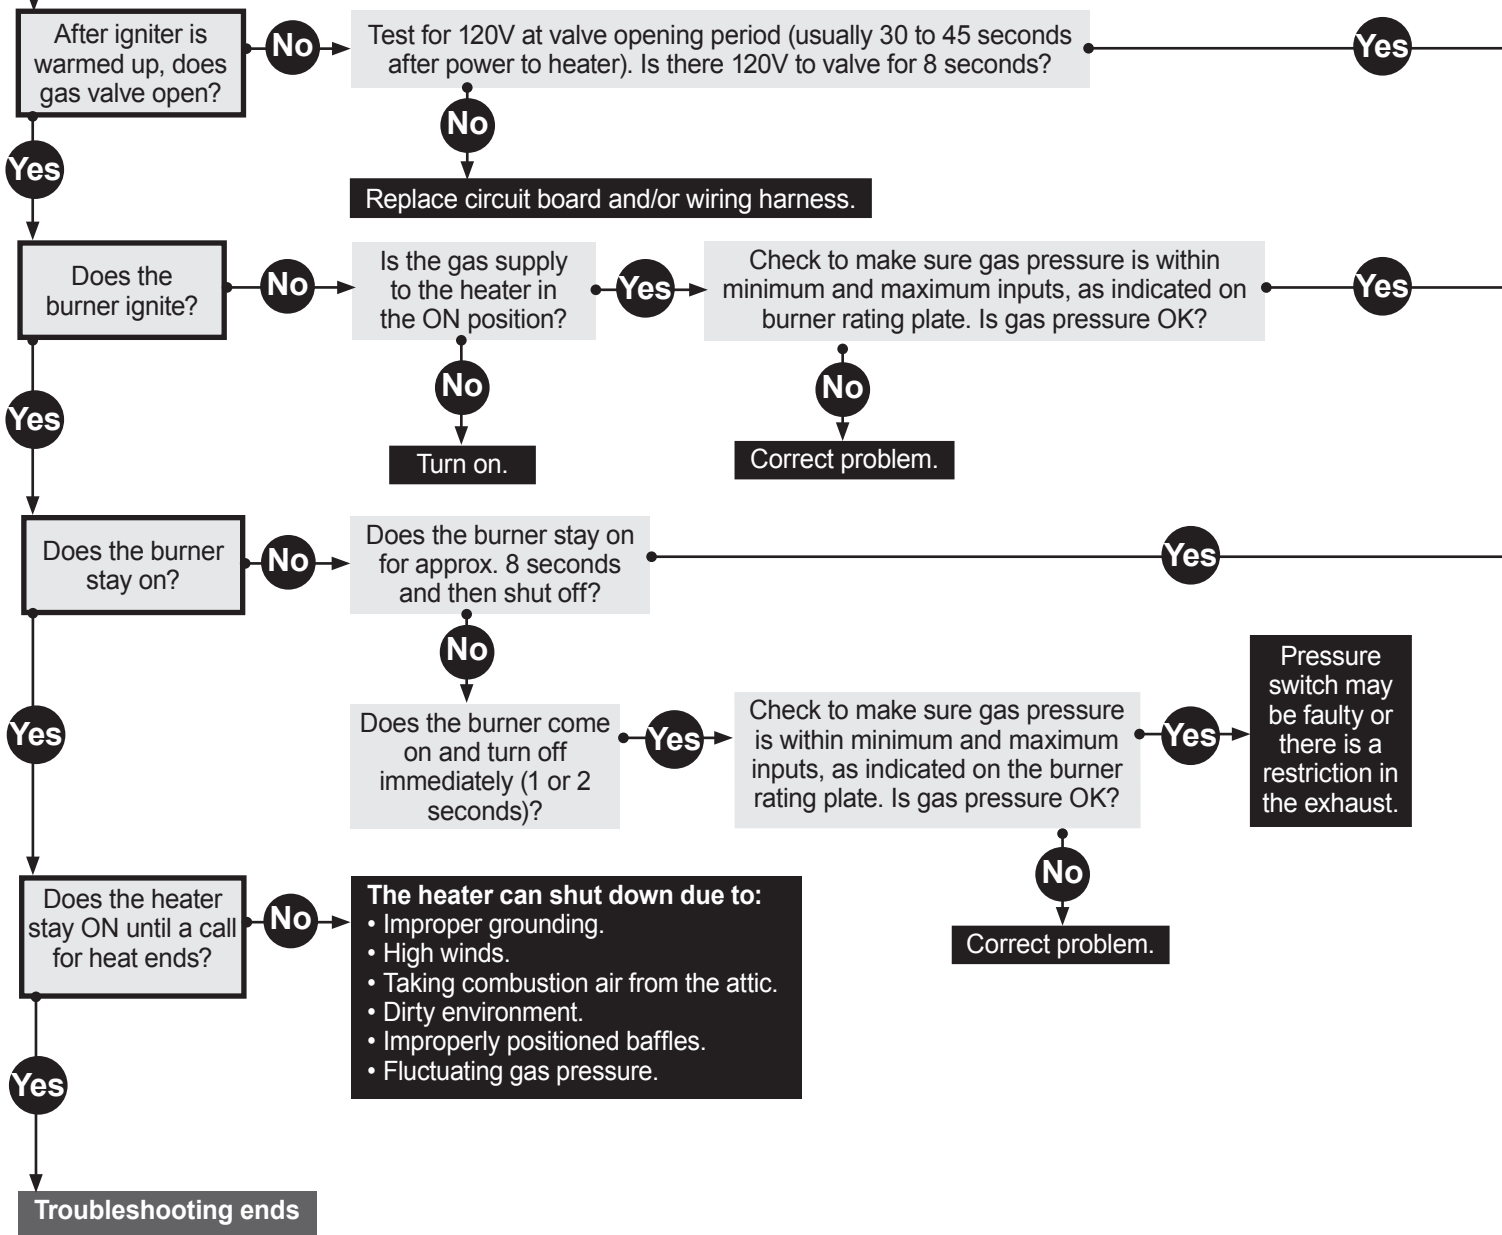 After igniter is
warmed up, does
gas valve open?
No
Test for 120V at valve opening period (usually 30 to 45 seconds
after power to heater). Is there 120V to valve for 8 seconds?
Yes
No
Replace circuit board and/or wiring harness.
Yes
Does the
burner ignite?
No
Is the gas supply
to the heater in
the ON position?
Yes
Check to make sure gas pressure is within
minimum and maximum inputs, as indicated on
burner rating plate. Is gas pressure OK?
Yes
No
Turn on.
No
Correct problem.
Yes
Does the burner
stay on?
No
Does the burner stay on
for approx. 8 seconds
and then shut off?
Yes
No
Does the burner come
on and turn off
immediately (1 or 2
seconds)?
Yes
Check to make sure gas pressure
is within minimum and maximum
inputs, as indicated on the burner
rating plate. Is gas pressure OK?
Yes
Pressure
switch may
be faulty or
there is a
restriction in
the exhaust.
No
Correct problem.
Yes
Does the heater
stay ON until a call
for heat ends?
No
The heater can shut down due to:
• Improper grounding.
• High winds.
• Taking combustion air from the attic.
• Dirty environment.
• Improperly positioned baffles.
• Fluctuating gas pressure.
Yes
Troubleshooting ends